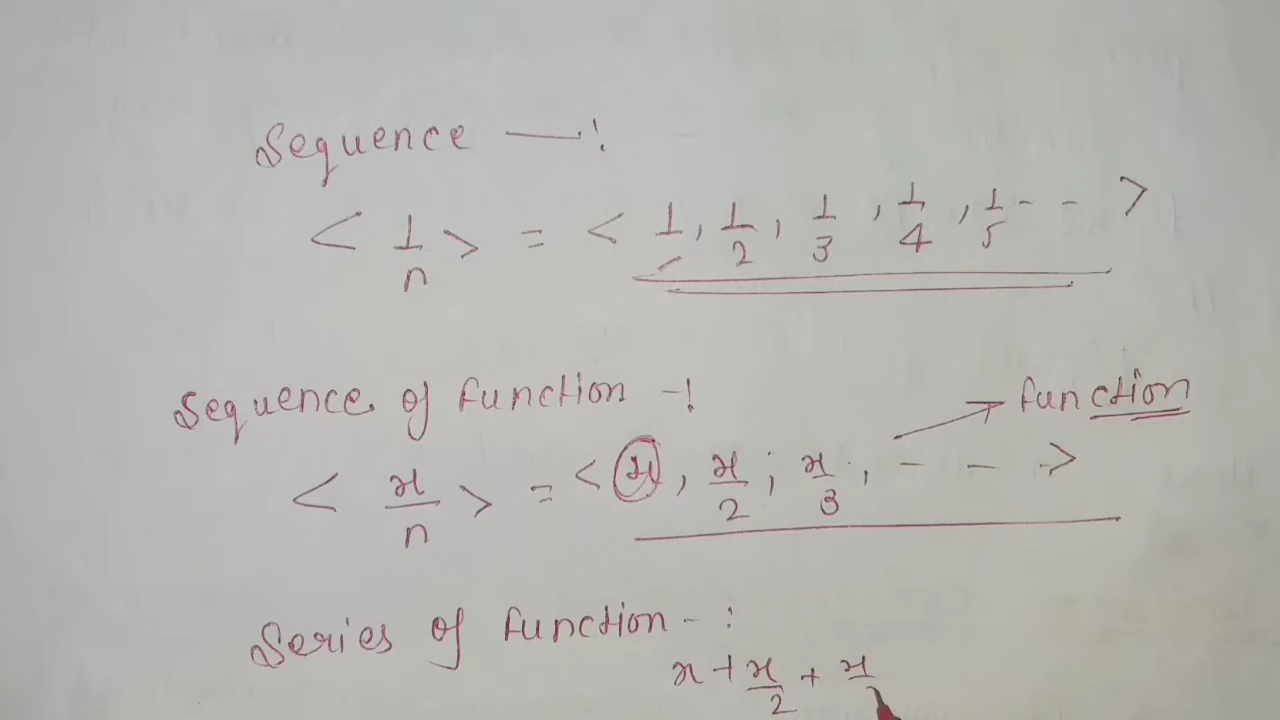 Sequence —:
< 1/n > = < 1, 1/2, 1/3, 1/4, 1/5 - - >
Sequence of function -:
→ function
< x/n > = < x, x/2, x/3, - - - >
Series of function - :
x + x/2 + x